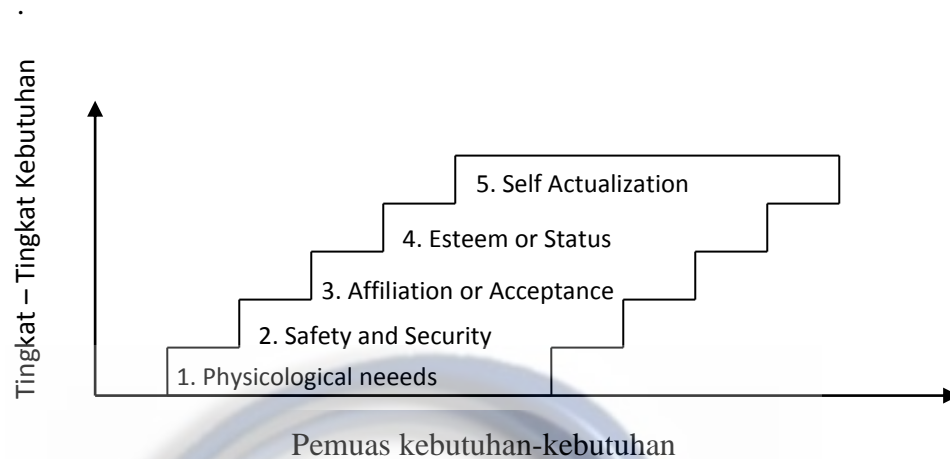 .
Tingkat – Tingkat Kebutuhan
5. Self Actualization
4. Esteem or Status
3. Affiliation or Acceptance
2. Safety and Security
1. Physicological neeeds
Pemuas kebutuhan-kebutuhan